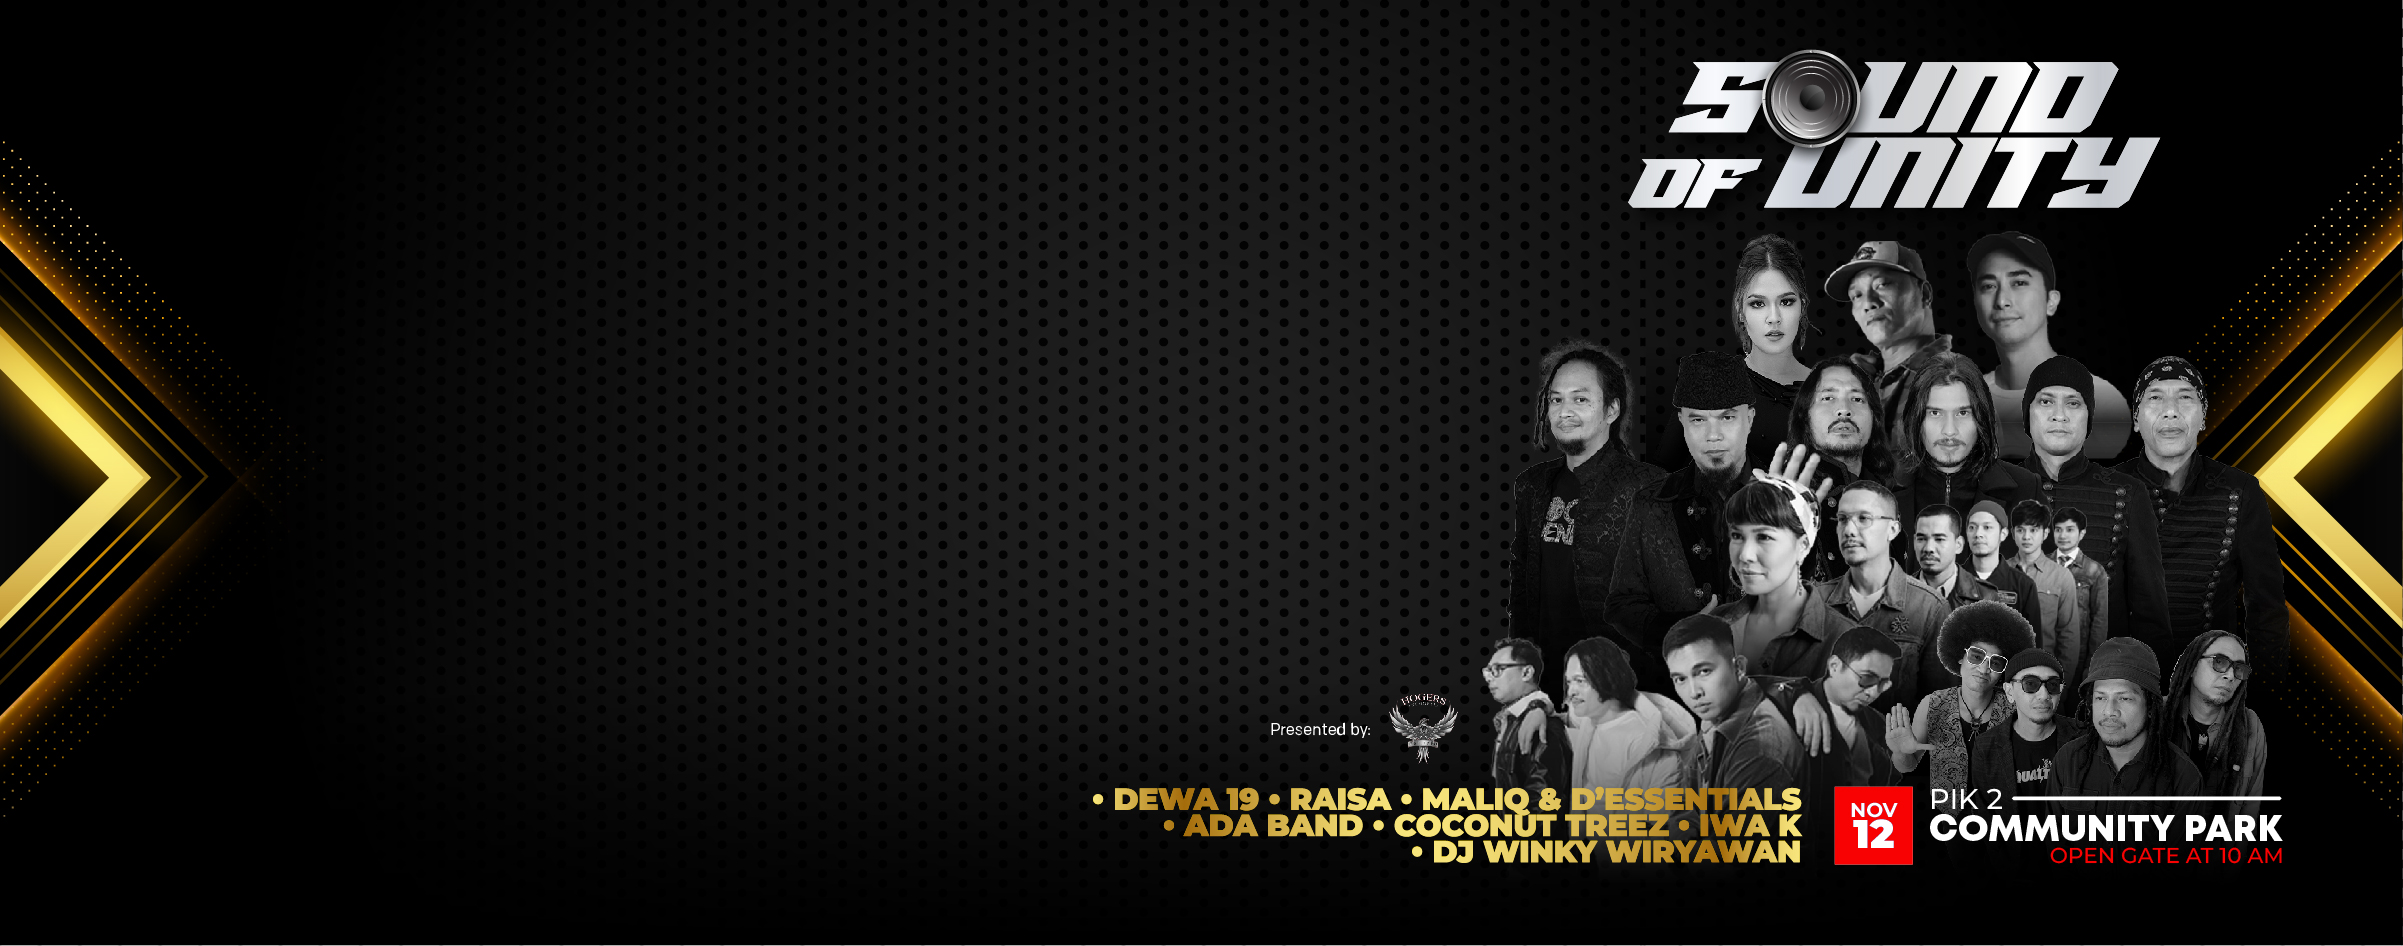 SOUND
OF UNITY
Presented by:
HOGERS
• DEWA 19 • RAISA • MALIQ & D'ESSENTIALS
• ADA BAND • COCONUT TREEZ • IWA K
• DJ WINKY WIRYAWAN
NOV
12
PIK 2
COMMUNITY PARK
OPEN GATE AT 10 AM